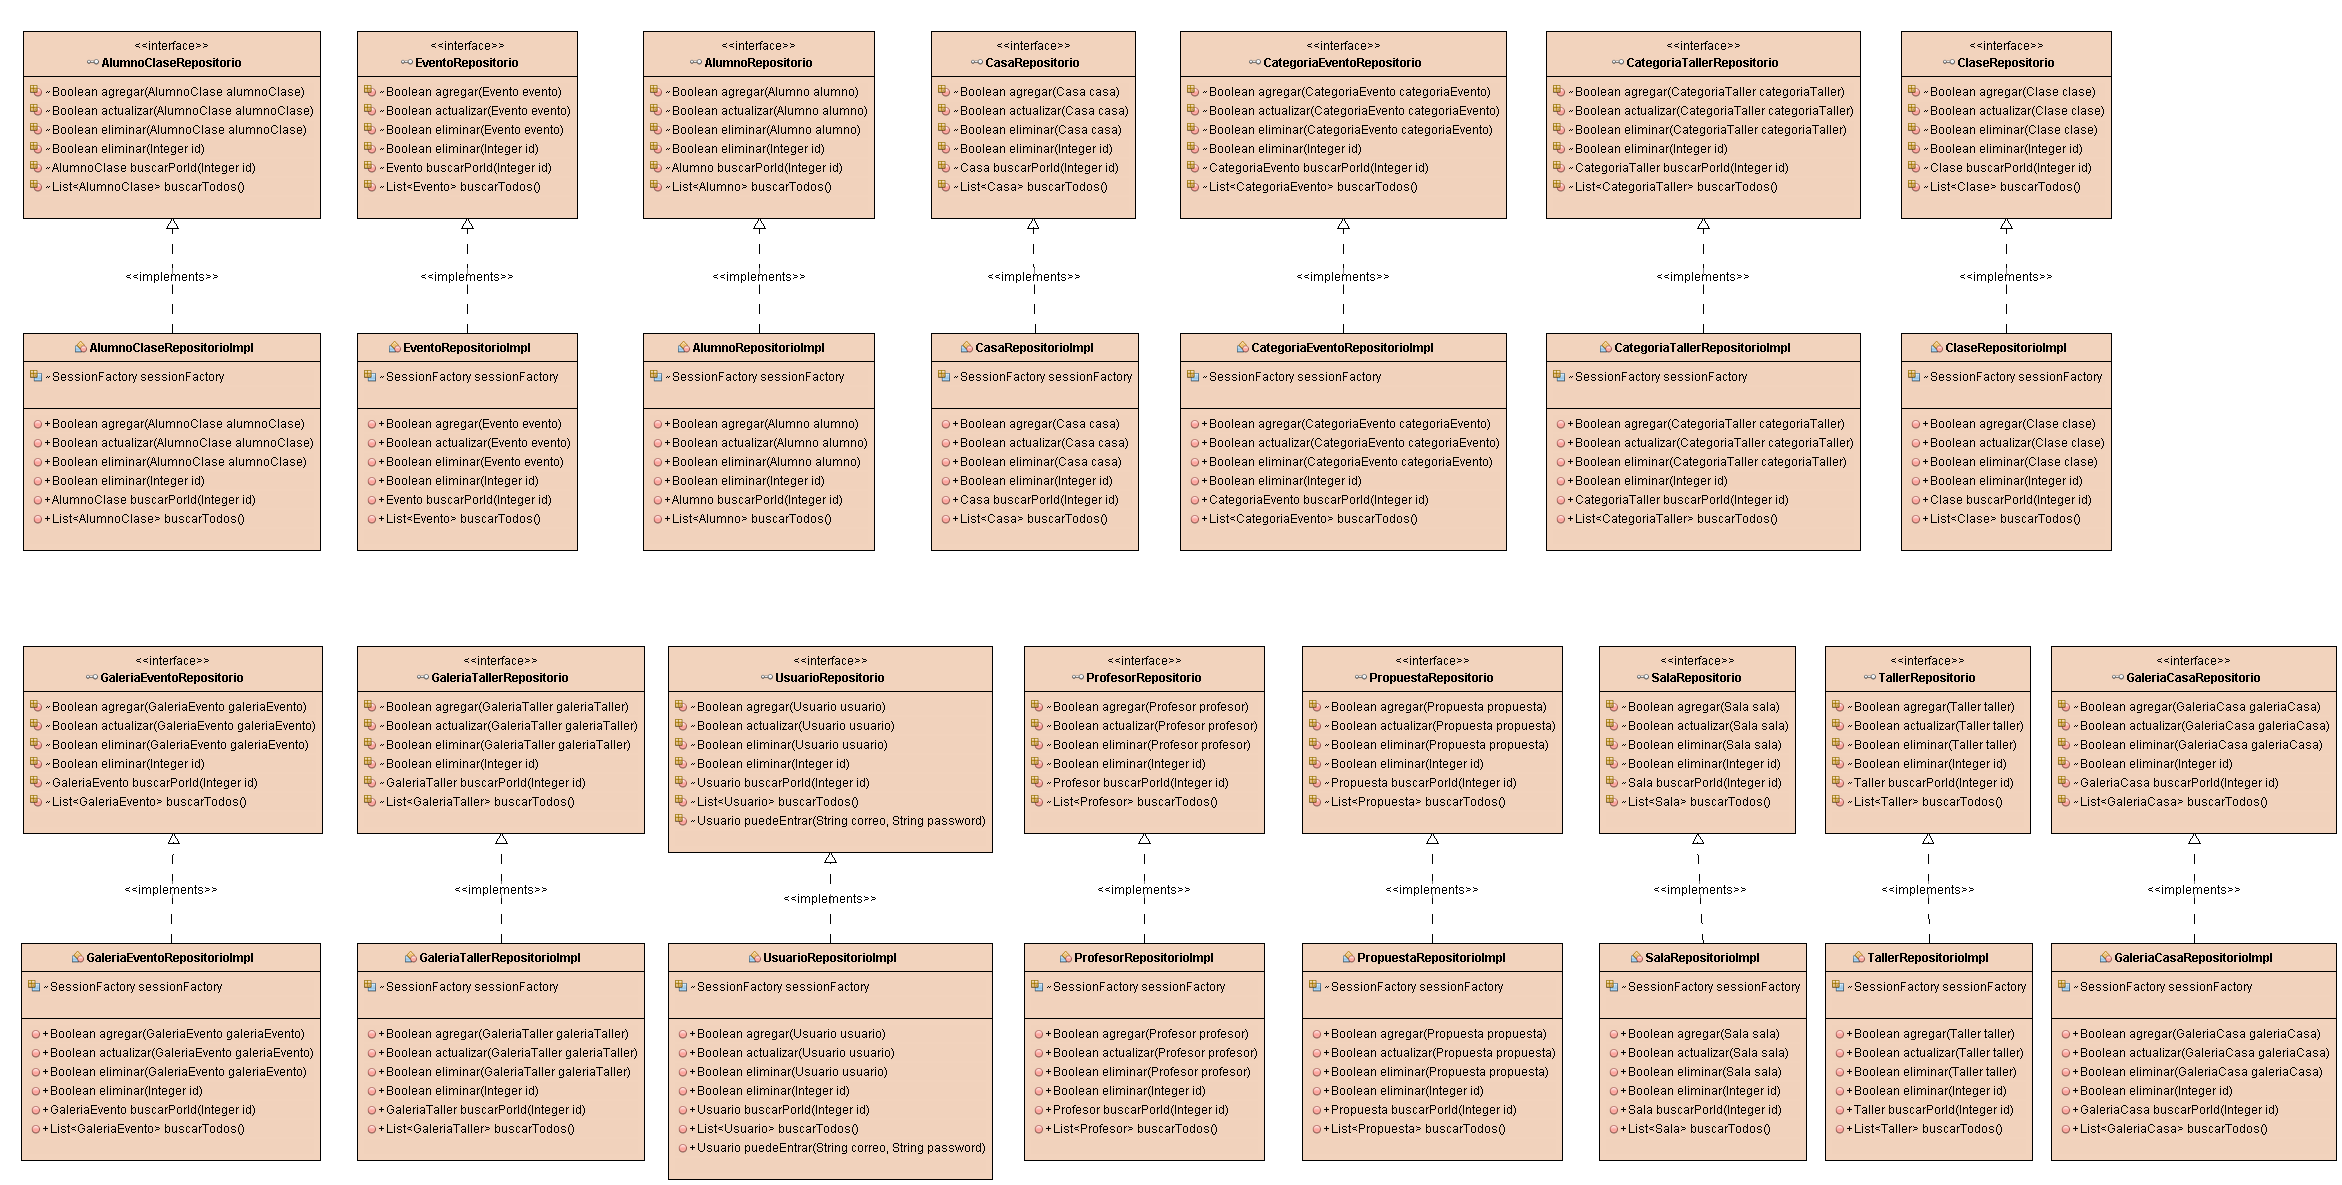 <<interface>>
AlumnoClaseRepositorio
~Boolean agregar(AlumnoClase alumnoClase)
~Boolean actualizar(AlumnoClase alumnoClase)
~Boolean eliminar(AlumnoClase alumnoClase)
~Boolean eliminar(Integer id)
~AlumnoClase buscarPorId(Integer id)
~List<AlumnoClase> buscarTodos()
<<implements>>
AlumnoClaseRepositorioImpl
~SessionFactory sessionFactory
+Boolean agregar(AlumnoClase alumnoClase)
+Boolean actualizar(AlumnoClase alumnoClase)
+Boolean eliminar(AlumnoClase alumnoClase)
+Boolean eliminar(Integer id)
+AlumnoClase buscarPorId(Integer id)
+List<AlumnoClase> buscarTodos()
<<interface>>
EventoRepositorio
~Boolean agregar(Evento evento)
~Boolean actualizar(Evento evento)
~Boolean eliminar(Evento evento)
~Boolean eliminar(Integer id)
~Evento buscarPorId(Integer id)
~List<Evento> buscarTodos()
<<implements>>
EventoRepositorioImpl
~SessionFactory sessionFactory
+Boolean agregar(Evento evento)
+Boolean actualizar(Evento evento)
+Boolean eliminar(Evento evento)
+Boolean eliminar(Integer id)
+Evento buscarPorId(Integer id)
+List<Evento> buscarTodos()
<<interface>>
AlumnoRepositorio
~Boolean agregar(Alumno alumno)
~Boolean actualizar(Alumno alumno)
~Boolean eliminar(Alumno alumno)
~Boolean eliminar(Integer id)
~Alumno buscarPorId(Integer id)
~List<Alumno> buscarTodos()
<<implements>>
AlumnoRepositorioImpl
~SessionFactory sessionFactory
+Boolean agregar(Alumno alumno)
+Boolean actualizar(Alumno alumno)
+Boolean eliminar(Alumno alumno)
+Boolean eliminar(Integer id)
+Alumno buscarPorId(Integer id)
+List<Alumno> buscarTodos()
<<interface>>
CasaRepositorio
~Boolean agregar(Casa casa)
~Boolean actualizar(Casa casa)
~Boolean eliminar(Casa casa)
~Boolean eliminar(Integer id)
~Casa buscarPorId(Integer id)
~List<Casa> buscarTodos()
<<implements>>
CasaRepositorioImpl
~SessionFactory sessionFactory
+Boolean agregar(Casa casa)
+Boolean actualizar(Casa casa)
+Boolean eliminar(Casa casa)
+Boolean eliminar(Integer id)
+Casa buscarPorId(Integer id)
+List<Casa> buscarTodos()
<<interface>>
CategoriaEventoRepositorio
~Boolean agregar(CategoriaEvento categoriaEvento)
~Boolean actualizar(CategoriaEvento categoriaEvento)
~Boolean eliminar(CategoriaEvento categoriaEvento)
~Boolean eliminar(Integer id)
~CategoriaEvento buscarPorId(Integer id)
~List<CategoriaEvento> buscarTodos()
<<implements>>
CategoriaEventoRepositorioImpl
~SessionFactory sessionFactory
+Boolean agregar(CategoriaEvento categoriaEvento)
+Boolean actualizar(CategoriaEvento categoriaEvento)
+Boolean eliminar(CategoriaEvento categoriaEvento)
+Boolean eliminar(Integer id)
+CategoriaEvento buscarPorId(Integer id)
+List<CategoriaEvento> buscarTodos()
<<interface>>
CategoriaTallerRepositorio
~Boolean agregar(CategoriaTaller categoriaTaller)
~Boolean actualizar(CategoriaTaller categoriaTaller)
~Boolean eliminar(CategoriaTaller categoriaTaller)
~Boolean eliminar(Integer id)
~CategoriaTaller buscarPorId(Integer id)
~List<CategoriaTaller> buscarTodos()
<<implements>>
CategoriaTallerRepositorioImpl
~SessionFactory sessionFactory
+Boolean agregar(CategoriaTaller categoriaTaller)
+Boolean actualizar(CategoriaTaller categoriaTaller)
+Boolean eliminar(CategoriaTaller categoriaTaller)
+Boolean eliminar(Integer id)
+CategoriaTaller buscarPorId(Integer id)
+List<CategoriaTaller> buscarTodos()
<<interface>>
ClaseRepositorio
~Boolean agregar(Clase clase)
~Boolean actualizar(Clase clase)
~Boolean eliminar(Clase clase)
~Boolean eliminar(Integer id)
~Clase buscarPorId(Integer id)
~List<Clase> buscarTodos()
<<implements>>
ClaseRepositorioImpl
~SessionFactory sessionFactory
+Boolean agregar(Clase clase)
+Boolean actualizar(Clase clase)
+Boolean eliminar(Clase clase)
+Boolean eliminar(Integer id)
+Clase buscarPorId(Integer id)
+List<Clase> buscarTodos()
<<interface>>
GaleriaEventoRepositorio
~Boolean agregar(GaleriaEvento galeriaEvento)
~Boolean actualizar(GaleriaEvento galeriaEvento)
~Boolean eliminar(GaleriaEvento galeriaEvento)
~Boolean eliminar(Integer id)
~GaleriaEvento buscarPorId(Integer id)
~List<GaleriaEvento> buscarTodos()
<<implements>>
GaleriaEventoRepositorioImpl
~SessionFactory sessionFactory
+Boolean agregar(GaleriaEvento galeriaEvento)
+Boolean actualizar(GaleriaEvento galeriaEvento)
+Boolean eliminar(GaleriaEvento galeriaEvento)
+Boolean eliminar(Integer id)
+GaleriaEvento buscarPorId(Integer id)
+List<GaleriaEvento> buscarTodos()
<<interface>>
GaleriaTallerRepositorio
~Boolean agregar(GaleriaTaller galeriaTaller)
~Boolean actualizar(GaleriaTaller galeriaTaller)
~Boolean eliminar(GaleriaTaller galeriaTaller)
~Boolean eliminar(Integer id)
~GaleriaTaller buscarPorId(Integer id)
~List<GaleriaTaller> buscarTodos()
<<implements>>
GaleriaTallerRepositorioImpl
~SessionFactory sessionFactory
+Boolean agregar(GaleriaTaller galeriaTaller)
+Boolean actualizar(GaleriaTaller galeriaTaller)
+Boolean eliminar(GaleriaTaller galeriaTaller)
+Boolean eliminar(Integer id)
+GaleriaTaller buscarPorId(Integer id)
+List<GaleriaTaller> buscarTodos()
<<interface>>
UsuarioRepositorio
~Boolean agregar(Usuario usuario)
~Boolean actualizar(Usuario usuario)
~Boolean eliminar(Usuario usuario)
~Boolean eliminar(Integer id)
~Usuario buscarPorId(Integer id)
~List<Usuario> buscarTodos()
~Usuario puedeEntrar(String correo, String password)
<<implements>>
UsuarioRepositorioImpl
~SessionFactory sessionFactory
+Boolean agregar(Usuario usuario)
+Boolean actualizar(Usuario usuario)
+Boolean eliminar(Usuario usuario)
+Boolean eliminar(Integer id)
+Usuario buscarPorId(Integer id)
+List<Usuario> buscarTodos()
+Usuario puedeEntrar(String correo, String password)
<<interface>>
ProfesorRepositorio
~Boolean agregar(Profesor profesor)
~Boolean actualizar(Profesor profesor)
~Boolean eliminar(Profesor profesor)
~Boolean eliminar(Integer id)
~Profesor buscarPorId(Integer id)
~List<Profesor> buscarTodos()
<<implements>>
ProfesorRepositorioImpl
~SessionFactory sessionFactory
+Boolean agregar(Profesor profesor)
+Boolean actualizar(Profesor profesor)
+Boolean eliminar(Profesor profesor)
+Boolean eliminar(Integer id)
+Profesor buscarPorId(Integer id)
+List<Profesor> buscarTodos()
<<interface>>
PropuestaRepositorio
~Boolean agregar(Propuesta propuesta)
~Boolean actualizar(Propuesta propuesta)
~Boolean eliminar(Propuesta propuesta)
~Boolean eliminar(Integer id)
~Propuesta buscarPorId(Integer id)
~List<Propuesta> buscarTodos()
<<implements>>
PropuestaRepositorioImpl
~SessionFactory sessionFactory
+Boolean agregar(Propuesta propuesta)
+Boolean actualizar(Propuesta propuesta)
+Boolean eliminar(Propuesta propuesta)
+Boolean eliminar(Integer id)
+Propuesta buscarPorId(Integer id)
+List<Propuesta> buscarTodos()
<<interface>>
SalaRepositorio
~Boolean agregar(Sala sala)
~Boolean actualizar(Sala sala)
~Boolean eliminar(Sala sala)
~Boolean eliminar(Integer id)
~Sala buscarPorId(Integer id)
~List<Sala> buscarTodos()
<<implements>>
SalaRepositorioImpl
~SessionFactory sessionFactory
+Boolean agregar(Sala sala)
+Boolean actualizar(Sala sala)
+Boolean eliminar(Sala sala)
+Boolean eliminar(Integer id)
+Sala buscarPorId(Integer id)
+List<Sala> buscarTodos()
<<interface>>
TallerRepositorio
~Boolean agregar(Taller taller)
~Boolean actualizar(Taller taller)
~Boolean eliminar(Taller taller)
~Boolean eliminar(Integer id)
~Taller buscarPorId(Integer id)
~List<Taller> buscarTodos()
<<implements>>
TallerRepositorioImpl
~SessionFactory sessionFactory
+Boolean agregar(Taller taller)
+Boolean actualizar(Taller taller)
+Boolean eliminar(Taller taller)
+Boolean eliminar(Integer id)
+Taller buscarPorId(Integer id)
+List<Taller> buscarTodos()
<<interface>>
GaleriaCasaRepositorio
~Boolean agregar(GaleriaCasa galeriaCasa)
~Boolean actualizar(GaleriaCasa galeriaCasa)
~Boolean eliminar(GaleriaCasa galeriaCasa)
~Boolean eliminar(Integer id)
~GaleriaCasa buscarPorId(Integer id)
~List<GaleriaCasa> buscarTodos()
<<implements>>
GaleriaCasaRepositorioImpl
~SessionFactory sessionFactory
+Boolean agregar(GaleriaCasa galeriaCasa)
+Boolean actualizar(GaleriaCasa galeriaCasa)
+Boolean eliminar(GaleriaCasa galeriaCasa)
+Boolean eliminar(Integer id)
+GaleriaCasa buscarPorId(Integer id)
+List<GaleriaCasa> buscarTodos()